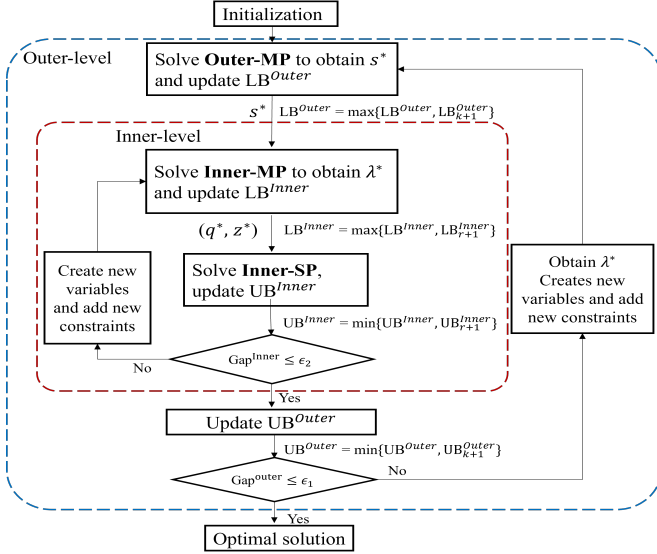 Initialization
Outer-level
Solve Outer-MP to obtain s*
and update LB^Outer
s* LB^Outer = max{LB^Outer, LB^Outer_k+1}
Inner-level
Solve Inner-MP to obtain λ*
and update LB^Inner
(q*, z*) LB^Inner = max{LB^Inner, LB^Inner_r+1}
Create new
variables
and add new
constraints
Solve Inner-SP,
update UB^Inner
Obtain λ*
Creates new
variables and add
new constraints
UB^Inner = min{UB^Inner, UB^Inner_r+1}
No
Gap^Inner ≤ ϵ_2
Yes
Update UB^Outer
UB^Outer = min{UB^Outer, UB^Outer_k+1}
Gap^outer ≤ ϵ_1
No
Yes
Optimal solution